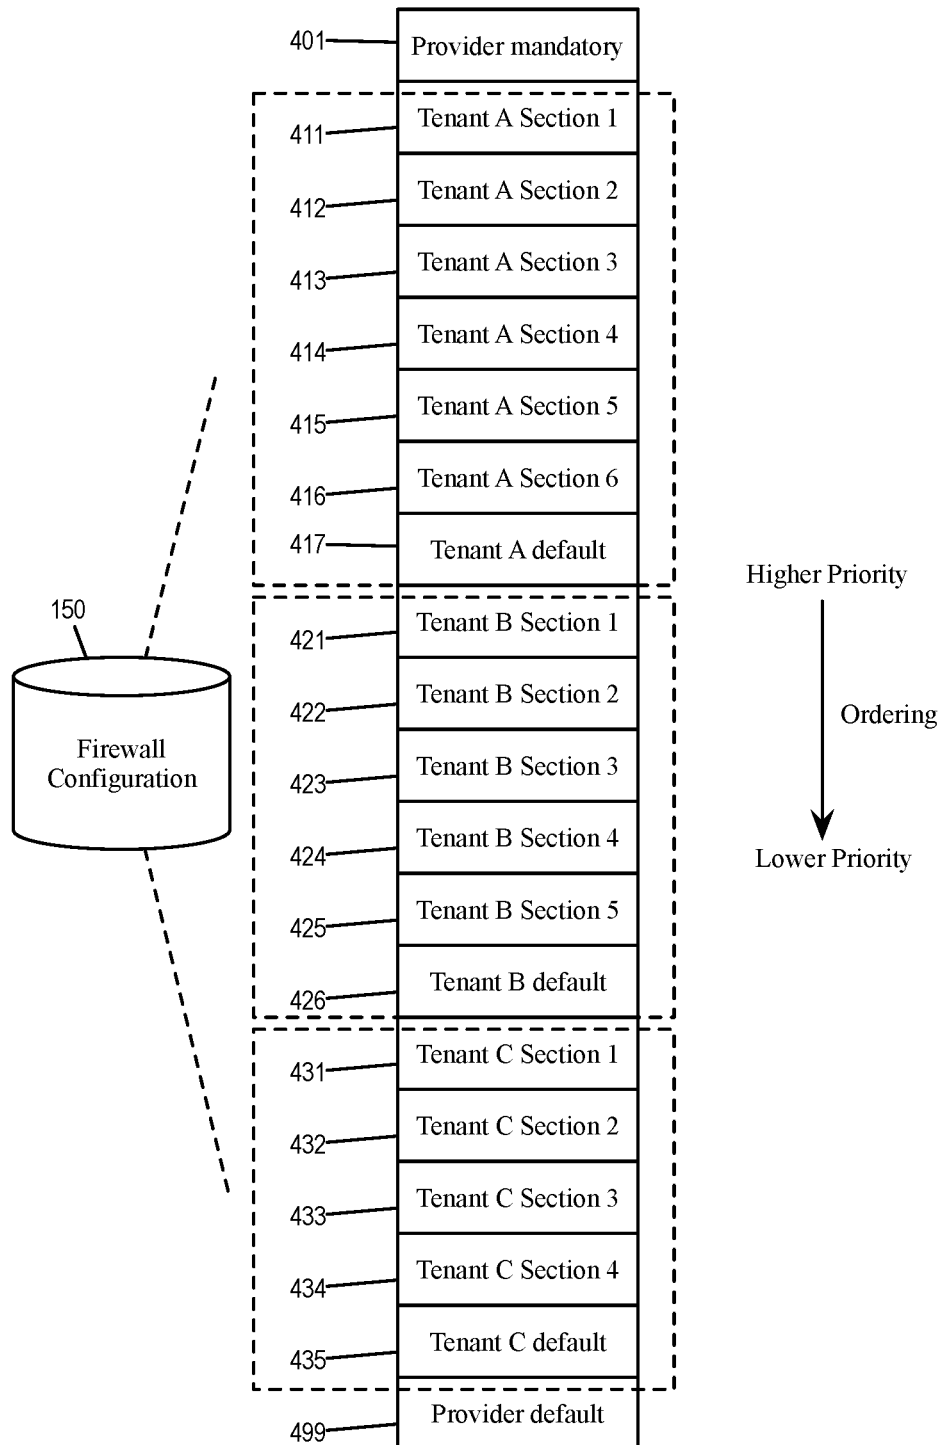 401
Provider mandatory
411
Tenant A Section 1
412
Tenant A Section 2
413
Tenant A Section 3
414
Tenant A Section 4
415
Tenant A Section 5
416
Tenant A Section 6
417
Tenant A default
421
Tenant B Section 1
422
Tenant B Section 2
423
Tenant B Section 3
424
Tenant B Section 4
425
Tenant B Section 5
426
Tenant B default
431
Tenant C Section 1
432
Tenant C Section 2
433
Tenant C Section 3
434
Tenant C Section 4
435
Tenant C default
499
Provider default
150
Firewall
Configuration
Higher Priority
Ordering
Lower Priority